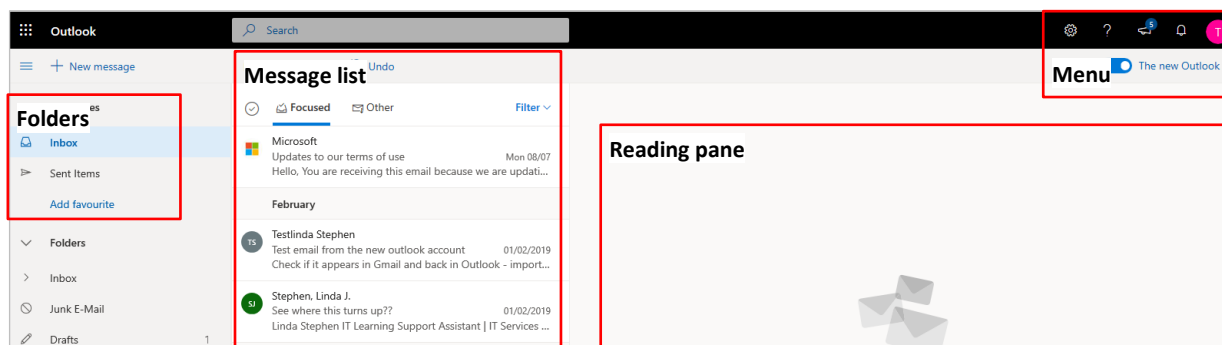 Outlook
Search
5
T
New message
Undo
The new Outlook
Message list
Menu
Folders
es
Focused
Other
Filter
Inbox
Sent Items
Add favourite
Folders
Inbox
Junk E-Mail
Drafts 1
Microsoft
Updates to our terms of use Mon 08/07
Hello, You are receiving this email because we are updati...
February
TS
Testlinda Stephen
Test email from the new outlook account 01/02/2019
Check if it appears in Gmail and back in Outlook - import...
SJ
Stephen, Linda J.
See where this turns up?? 01/02/2019
Linda Stephen IT Learning Support Assistant | IT Services ...
Reading pane